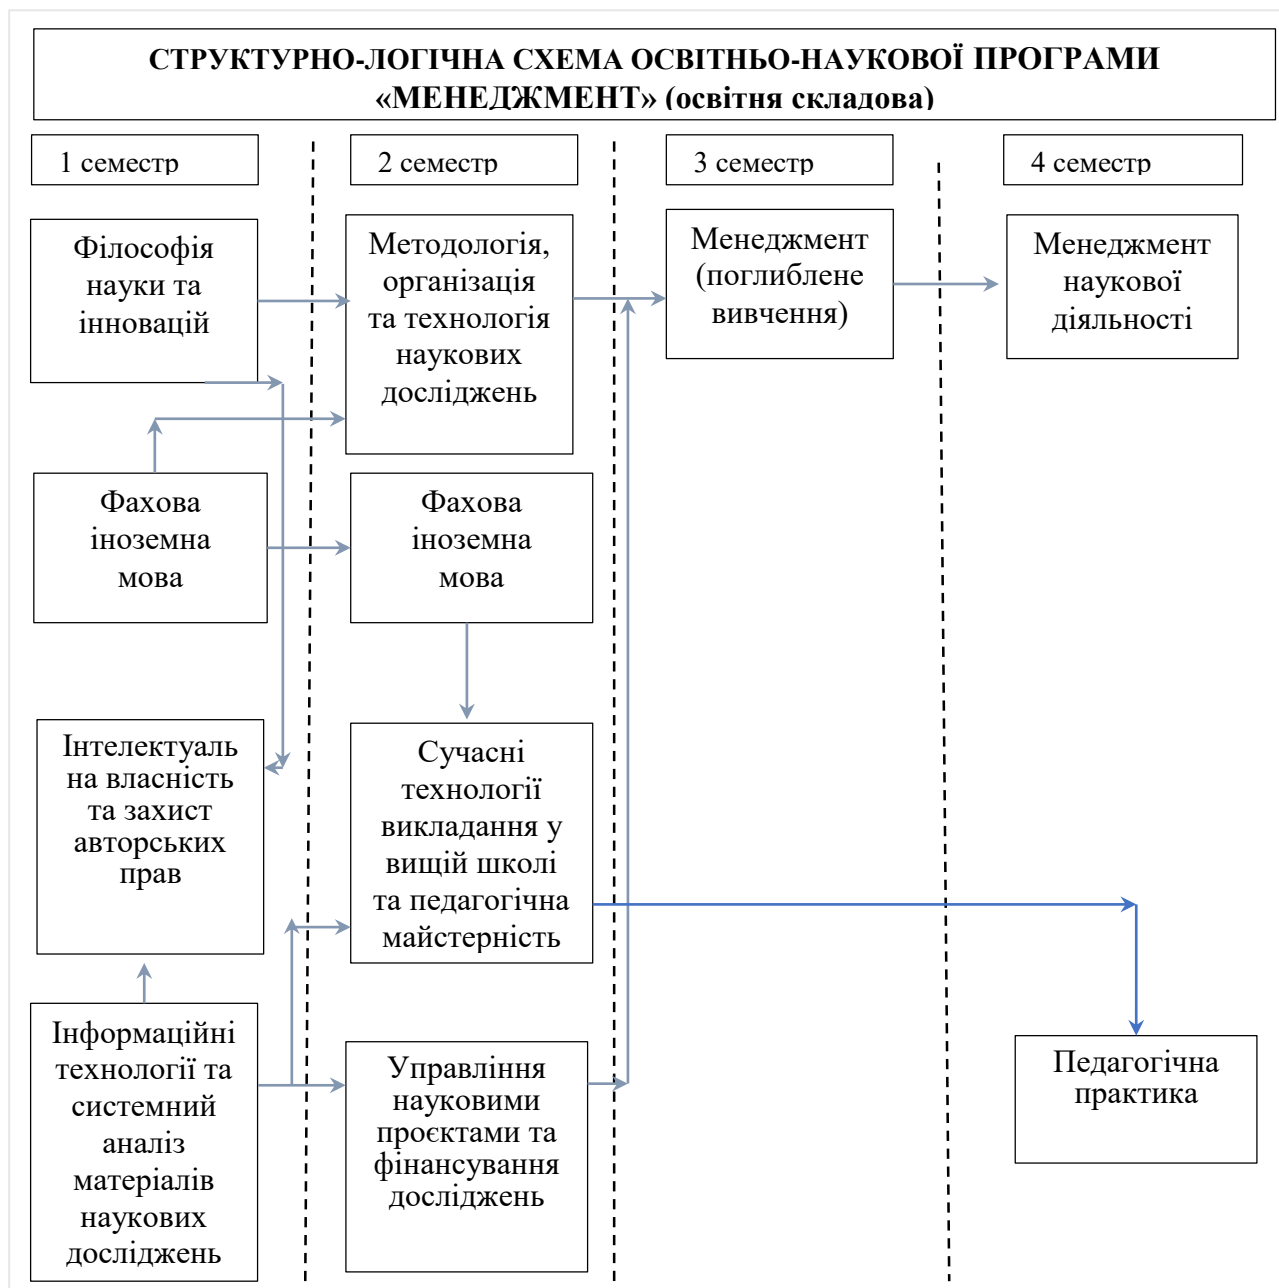 СТРУКТУРНО-ЛОГІЧНА СХЕМА ОСВІТНЬО-НАУКОВОЇ ПРОГРАМИ
«МЕНЕДЖМЕНТ» (освітня складова)
1 семестр
2 семестр
3 семестр
4 семестр
Філософія
науки та
інновацій
Методологія,
організація
та технологія
наукових
досліджень
Менеджмент
(поглиблене
вивчення)
Менеджмент
наукової
діяльності
Фахова
іноземна
мова
Фахова
іноземна
мова
Інтелектуаль
на власність
та захист
авторських
прав
Сучасні
технології
викладання у
вищій школі
та педагогічна
майстерність
Інформаційні
технології та
системний
аналіз
матеріалів
наукових
досліджень
Управління
науковими
проєктами та
фінансування
досліджень
Педагогічна
практика